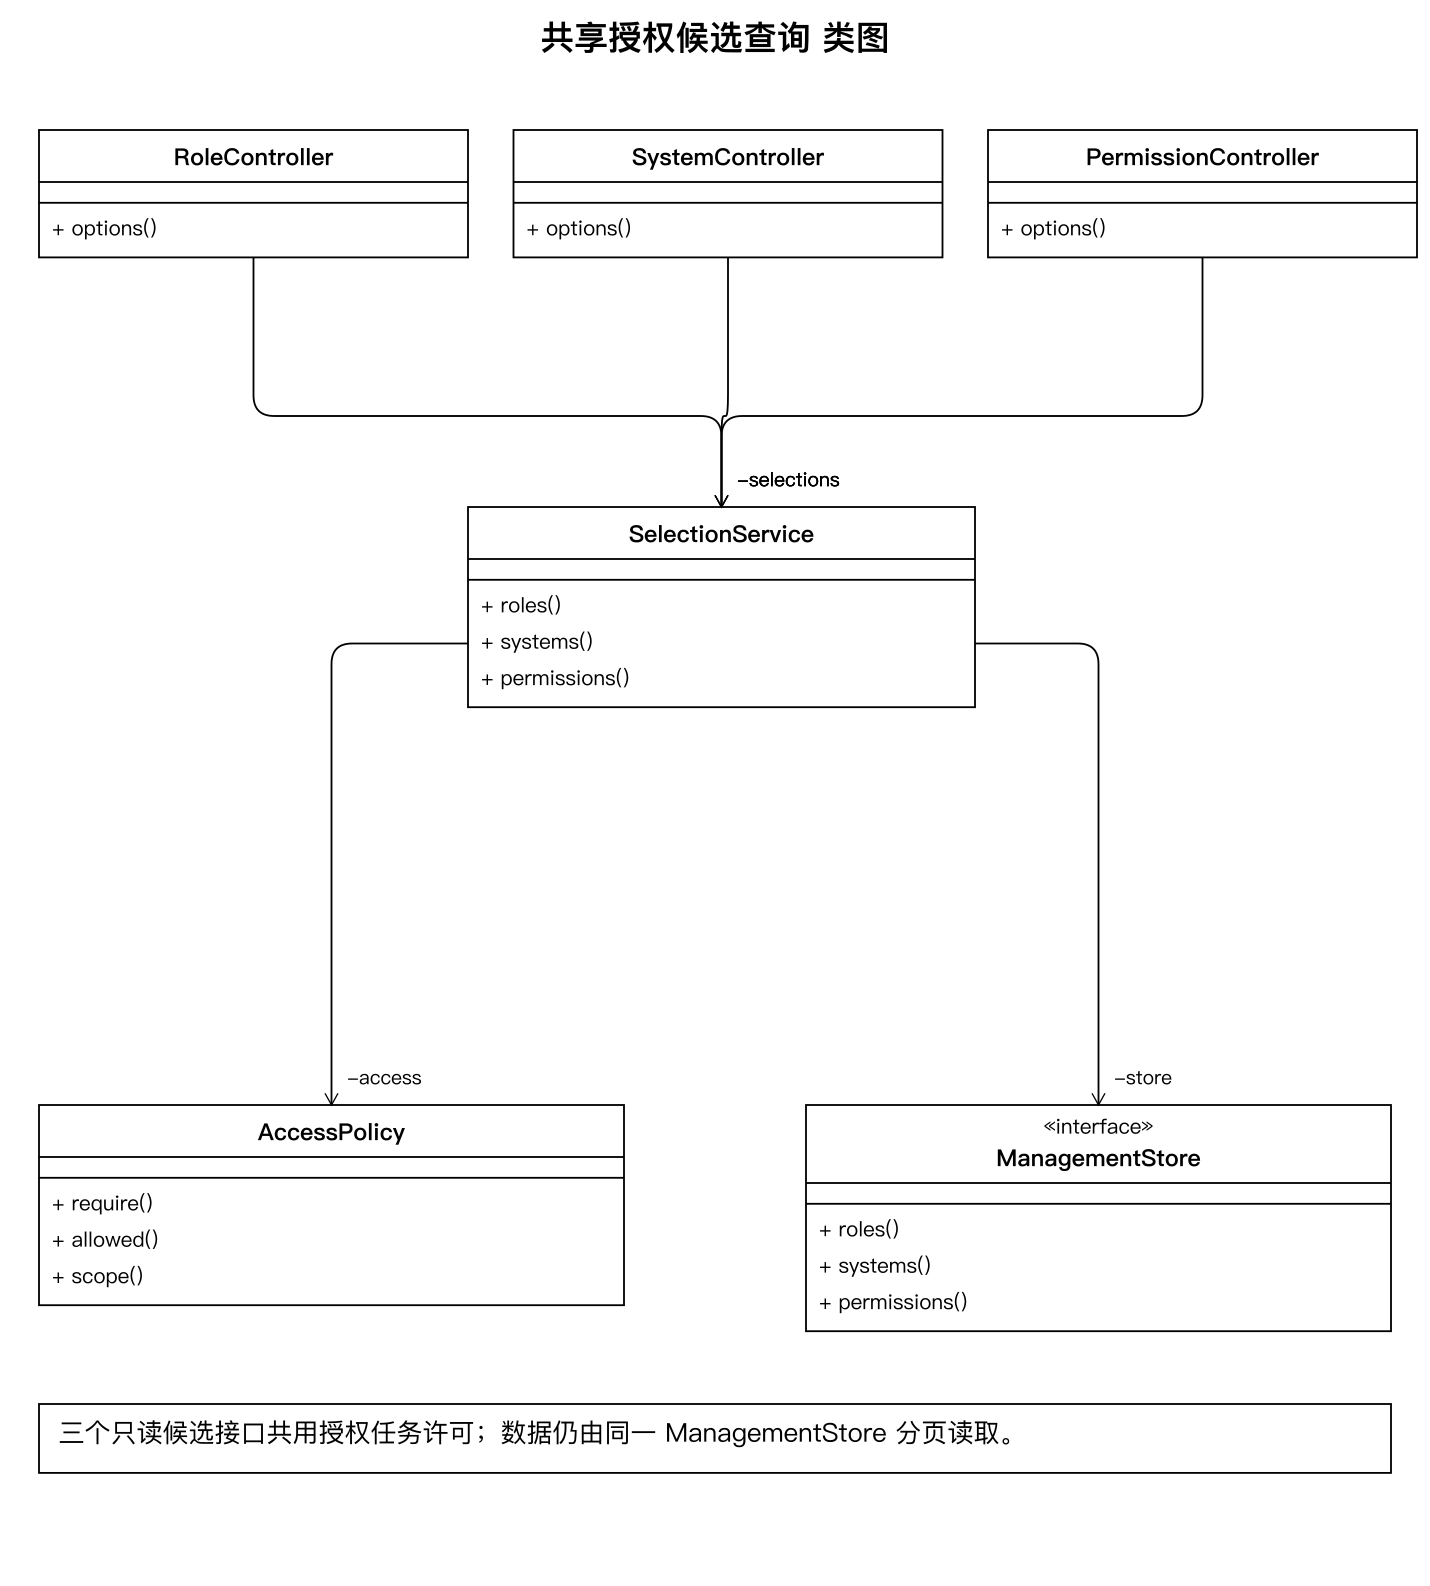 共享授权候选查询 类图
RoleController
+ options()
SystemController
+ options()
PermissionController
+ options()
–selections
SelectionService
+ roles()
+ systems()
+ permissions()
–access
AccessPolicy
+ require()
+ allowed()
+ scope()
–store
«interface»
ManagementStore
+ roles()
+ systems()
+ permissions()
三个只读候选接口共用授权任务许可；数据仍由同一 ManagementStore 分页读取。